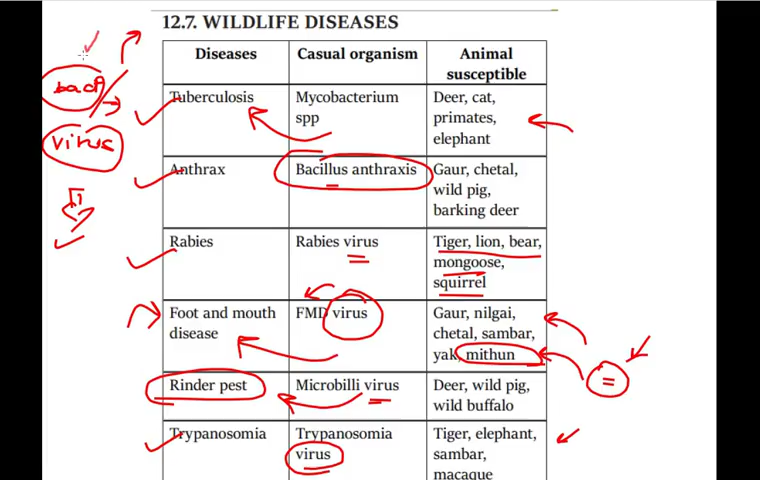 12.7. WILDLIFE DISEASES
Diseases Casual organism Animal
susceptible
Tuberculosis Mycobacterium Deer, cat,
spp primates,
elephant
Anthrax Bacillus anthraxis Gaur, chetal,
wild pig,
barking deer
Rabies Rabies virus Tiger, lion, bear,
mongoose,
squirrel
Foot and mouth FMD virus Gaur, nilgai,
disease chetal, sambar,
yak, mithun
Rinder pest Microbilli virus Deer, wild pig,
wild buffalo
Trypanosomia Trypanosomia Tiger, elephant,
virus sambar,
macaque
virus